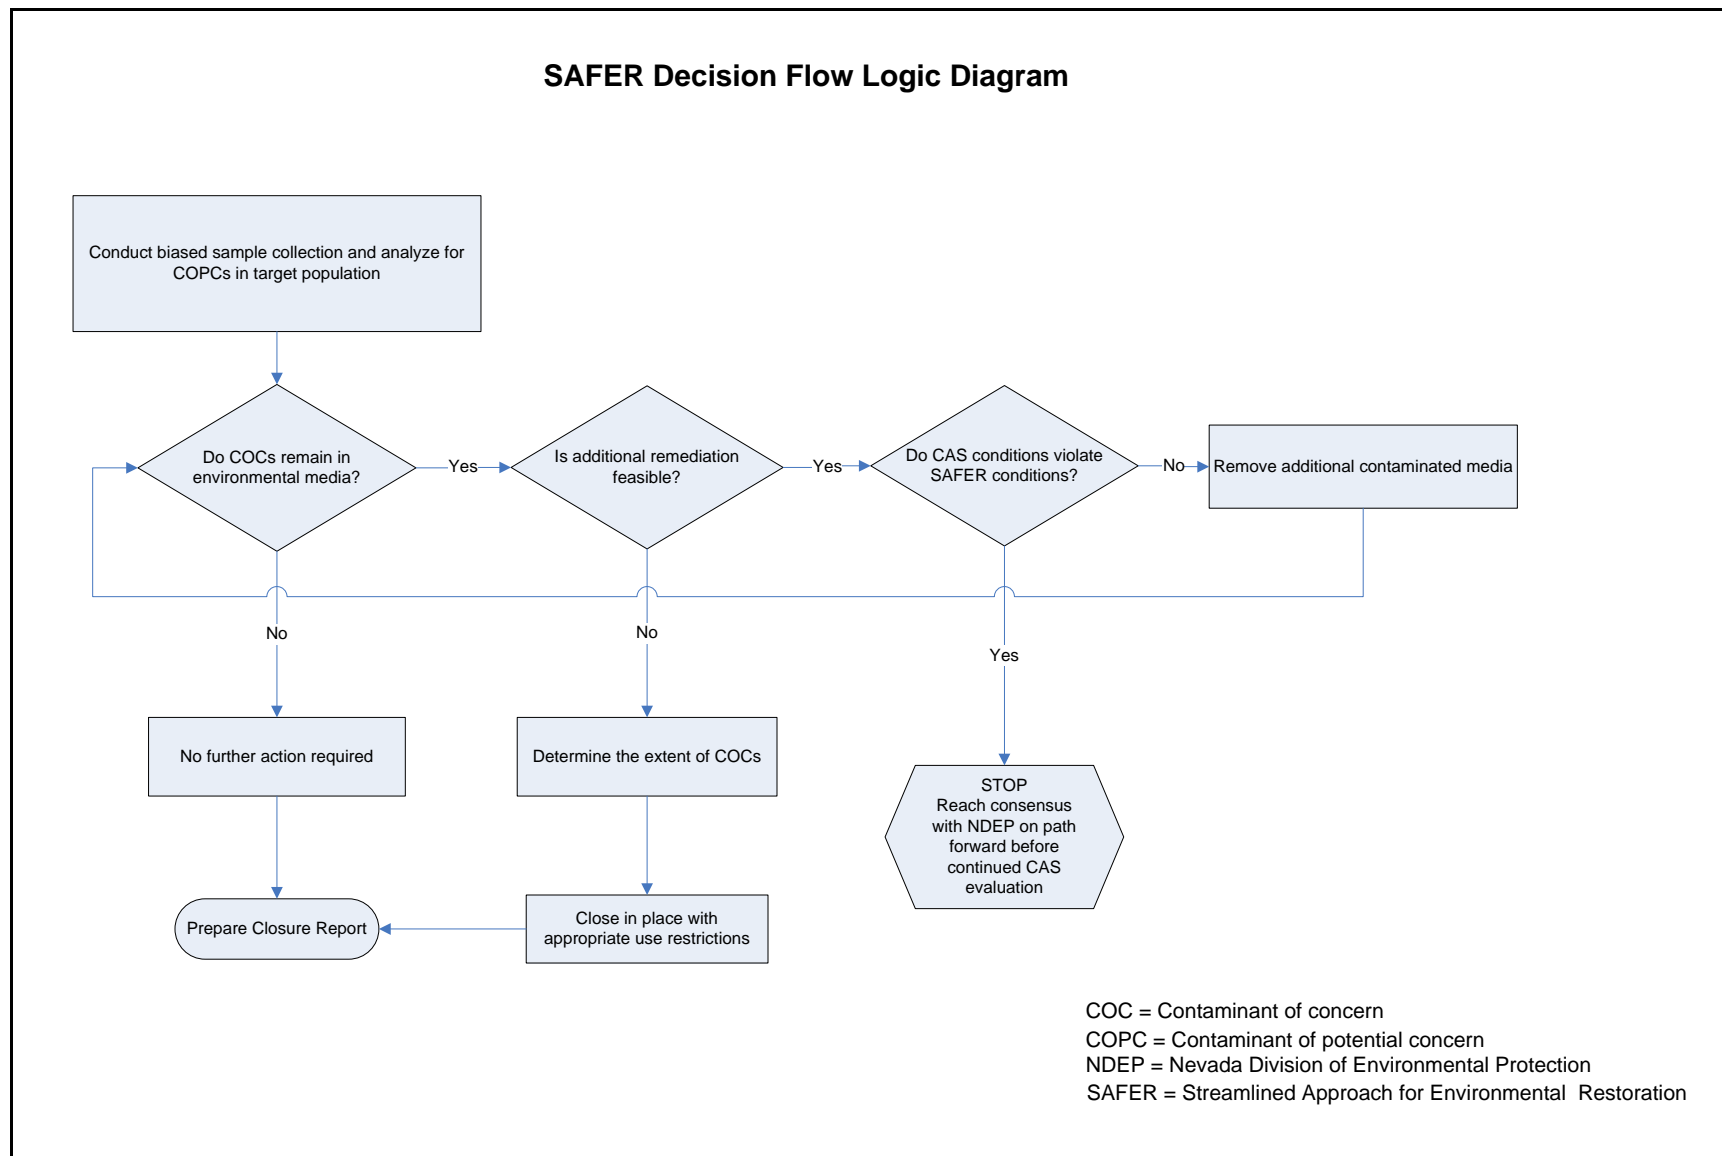 SAFER Decision Flow Logic Diagram
Conduct biased sample collection and analyze for
COPCs in target population
Do COCs remain in
environmental media?
Yes
Is additional remediation
feasible?
Yes
Do CAS conditions violate
SAFER conditions?
No
Remove additional contaminated media
No
No
Yes
No further action required
Determine the extent of COCs
STOP
Reach consensus
with NDEP on path
forward before
continued CAS
evaluation
Prepare Closure Report
Close in place with
appropriate use restrictions
COC = Contaminant of concern
COPC = Contaminant of potential concern
NDEP = Nevada Division of Environmental Protection
SAFER = Streamlined Approach for Environmental  Restoration